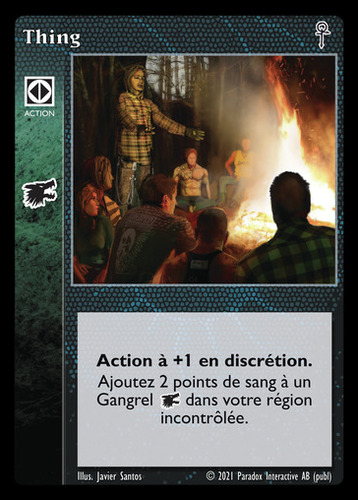 Thing
ACTION
Action à +1 en discrétion.
Ajoutez 2 points de sang à un
Gangrel dans votre région
incontrôlée.
Illus. Javier Santos © 2021 Paradox Interactive AB (publ)